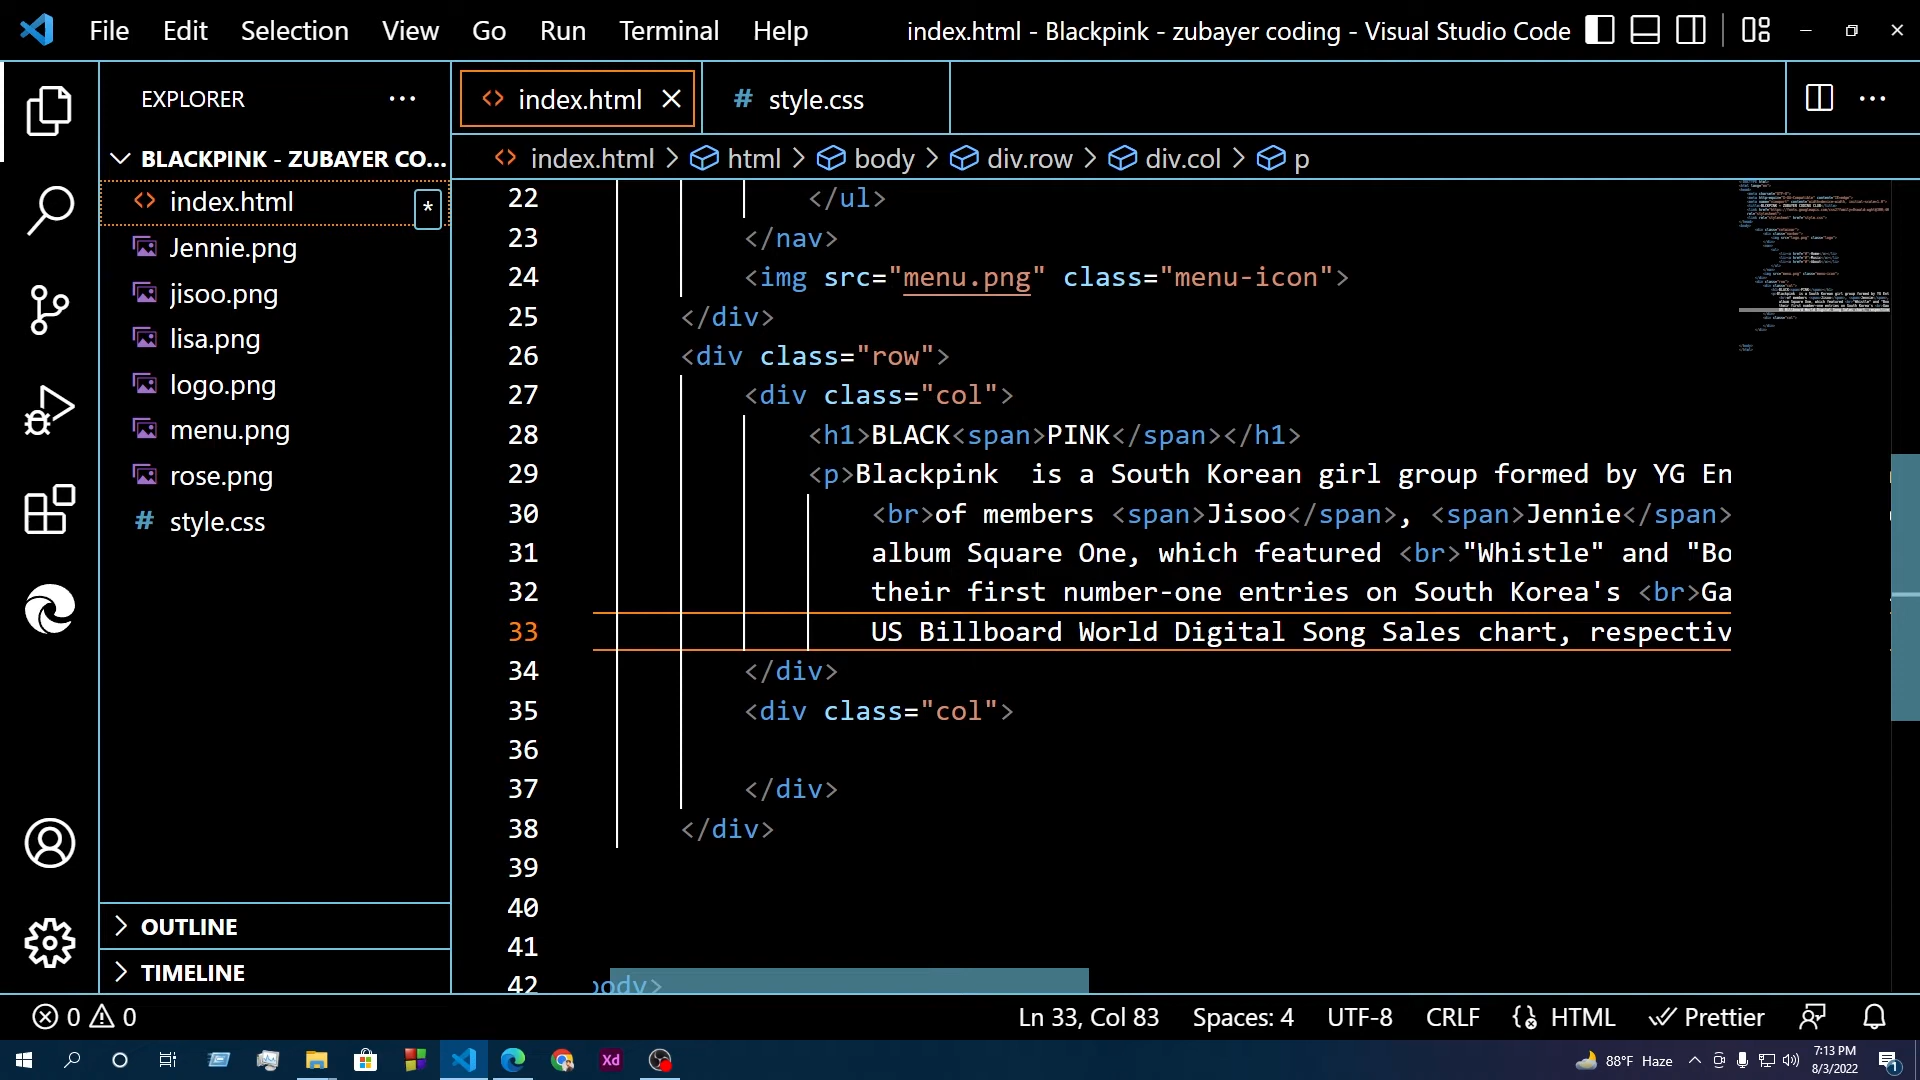 File Edit Selection View Go Run Terminal Help index.html - Blackpink - zubayer coding - Visual Studio Code
EXPLORER
BLACKPINK - ZUBAYER CO...
index.html
*
Jennie.png
jisoo.png
lisa.png
logo.png
menu.png
rose.png
# style.css
OUTLINE
TIMELINE
index.html
# style.css
index.html > html > body > div.row > div.col > p
22 </ul>
23 </nav>
24 <img src="menu.png" class="menu-icon">
25 </div>
26 <div class="row">
27 <div class="col">
28 <h1>BLACK<span>PINK</span></h1>
29 <p>Blackpink  is a South Korean girl group formed by YG En
30 <br>of members <span>Jisoo</span>, <span>Jennie</span>
31 album Square One, which featured <br>"Whistle" and "Bo
32 their first number-one entries on South Korea's <br>Ga
33 US Billboard World Digital Song Sales chart, respectiv
34 </div>
35 <div class="col">
36
37 </div>
38 </div>
39
40
41
42 body>
0 0 Ln 33, Col 83 Spaces: 4 UTF-8 CRLF HTML Prettier
Xd
88°F Haze
7:13 PM
8/3/2022
1